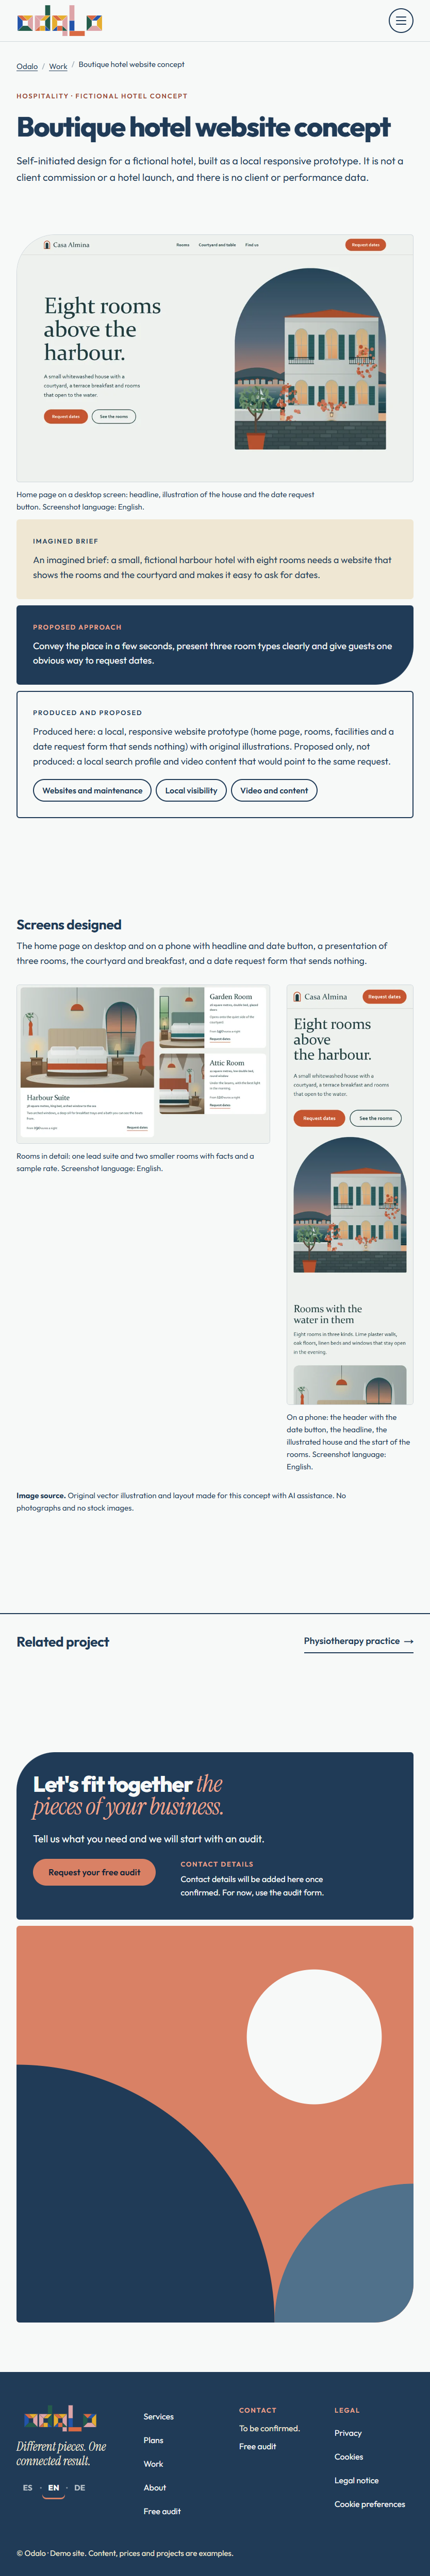 odalo
Odalo / Work / Boutique hotel website concept
HOSPITALITY · FICTIONAL HOTEL CONCEPT
Boutique hotel website concept
Self-initiated design for a fictional hotel, built as a local responsive prototype. It is not a
client commission or a hotel launch, and there is no client or performance data.
Casa Almina
Rooms Courtyard and table Find us
Request dates
Eight rooms
above the
harbour.
A small whitewashed house with a
courtyard, a terrace breakfast and rooms
that open to the water.
Request dates
See the rooms
Home page on a desktop screen: headline, illustration of the house and the date request
button. Screenshot language: English.
IMAGINED BRIEF
An imagined brief: a small, fictional harbour hotel with eight rooms needs a website that
shows the rooms and the courtyard and makes it easy to ask for dates.
PROPOSED APPROACH
Convey the place in a few seconds, present three room types clearly and give guests one
obvious way to request dates.
PRODUCED AND PROPOSED
Produced here: a local, responsive website prototype (home page, rooms, facilities and a
date request form that sends nothing) with original illustrations. Proposed only, not
produced: a local search profile and video content that would point to the same request.
Websites and maintenance
Local visibility
Video and content
Screens designed
The home page on desktop and on a phone with headline and date button, a presentation of
three rooms, the courtyard and breakfast, and a date request form that sends nothing.
Harbour Suite
Request dates
Garden Room
Request dates
Attic Room
Request dates
Rooms in detail: one lead suite and two smaller rooms with facts and a
sample rate. Screenshot language: English.
Casa Almina
Request dates
Eight rooms
above
the harbour.
A small whitewashed house with a
courtyard, a terrace breakfast and rooms
that open to the water.
Request dates
See the rooms
Rooms with the
water in them
Eight rooms in three kinds. Lime plaster walls,
oak floors, linen beds and windows that stay open
in the evening.
On a phone: the header with the
date button, the headline, the
illustrated house and the start of the
rooms. Screenshot language:
English.
Image source. Original vector illustration and layout made for this concept with AI assistance. No
photographs and no stock images.
Related project
Physiotherapy practice →
Let's fit together the
pieces of your business.
Tell us what you need and we will start with an audit.
Request your free audit
CONTACT DETAILS
Contact details will be added here once
confirmed. For now, use the audit form.
odalo
Different pieces. One
connected result.
ES · EN · DE
Services
Plans
Work
About
Free audit
CONTACT
To be confirmed.
Free audit
LEGAL
Privacy
Cookies
Legal notice
Cookie preferences
© Odalo · Demo site. Content, prices and projects are examples.